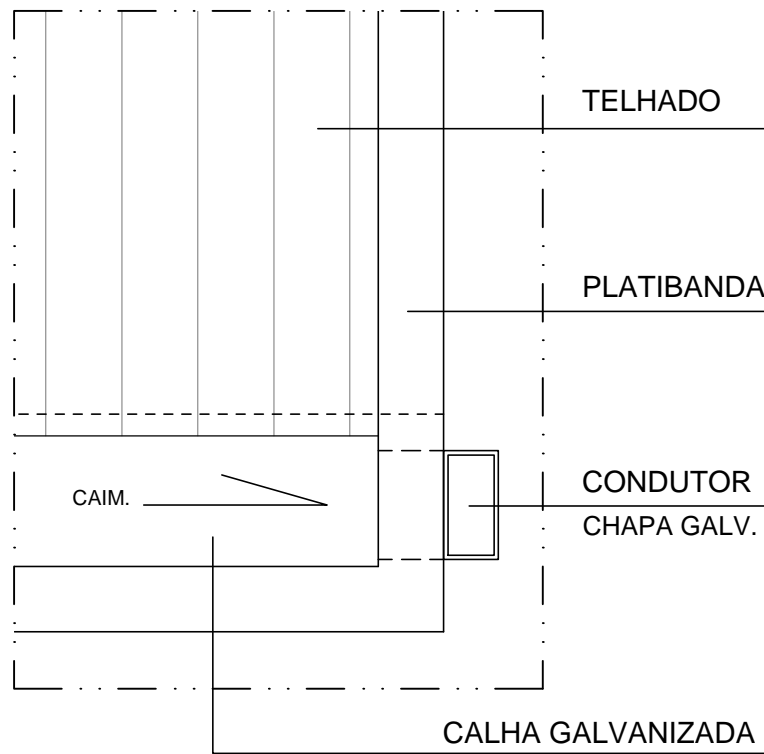 TELHADO
PLATIBANDA
CAIM.
CONDUTOR
CHAPA GALV.
CALHA GALVANIZADA